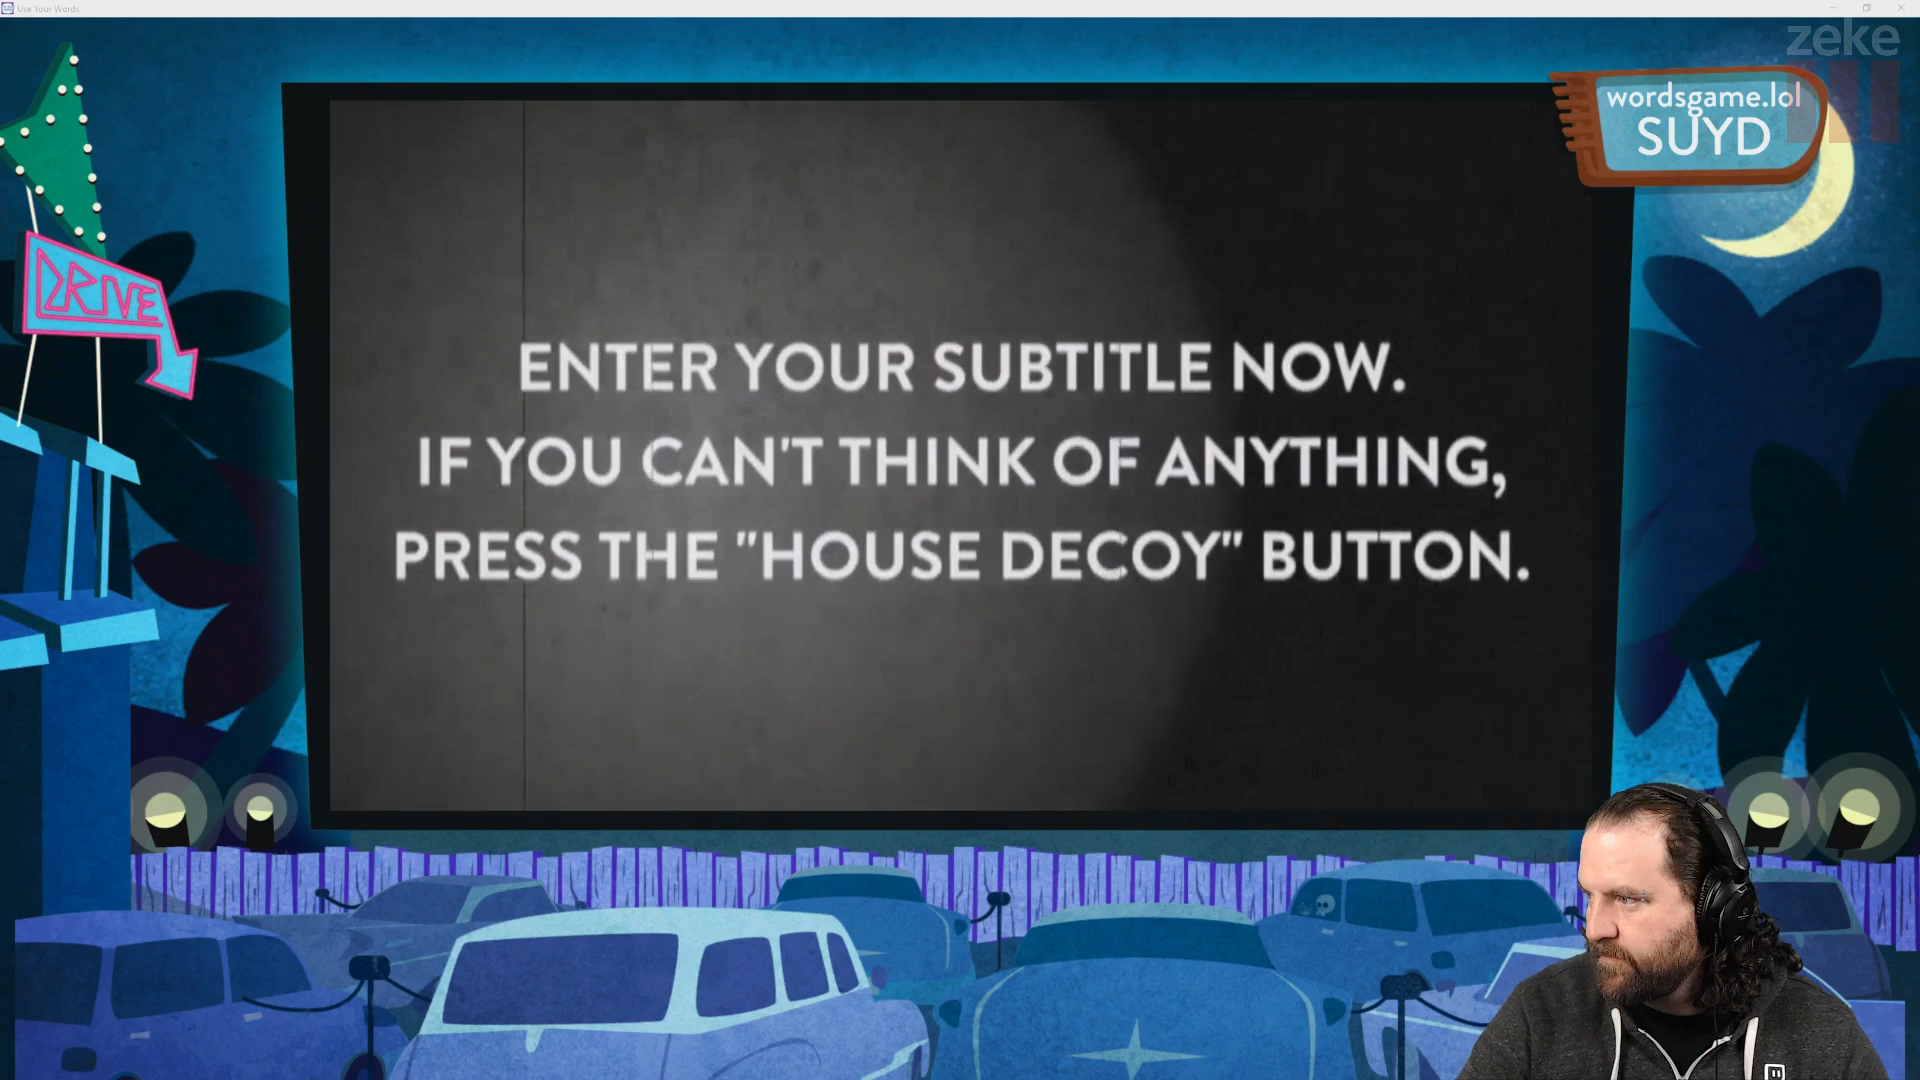 Use Your Words
zeke
wordsgame.lol
SUYD
DRIVE
ENTER YOUR SUBTITLE NOW.
IF YOU CAN'T THINK OF ANYTHING,
PRESS THE "HOUSE DECOY" BUTTON.